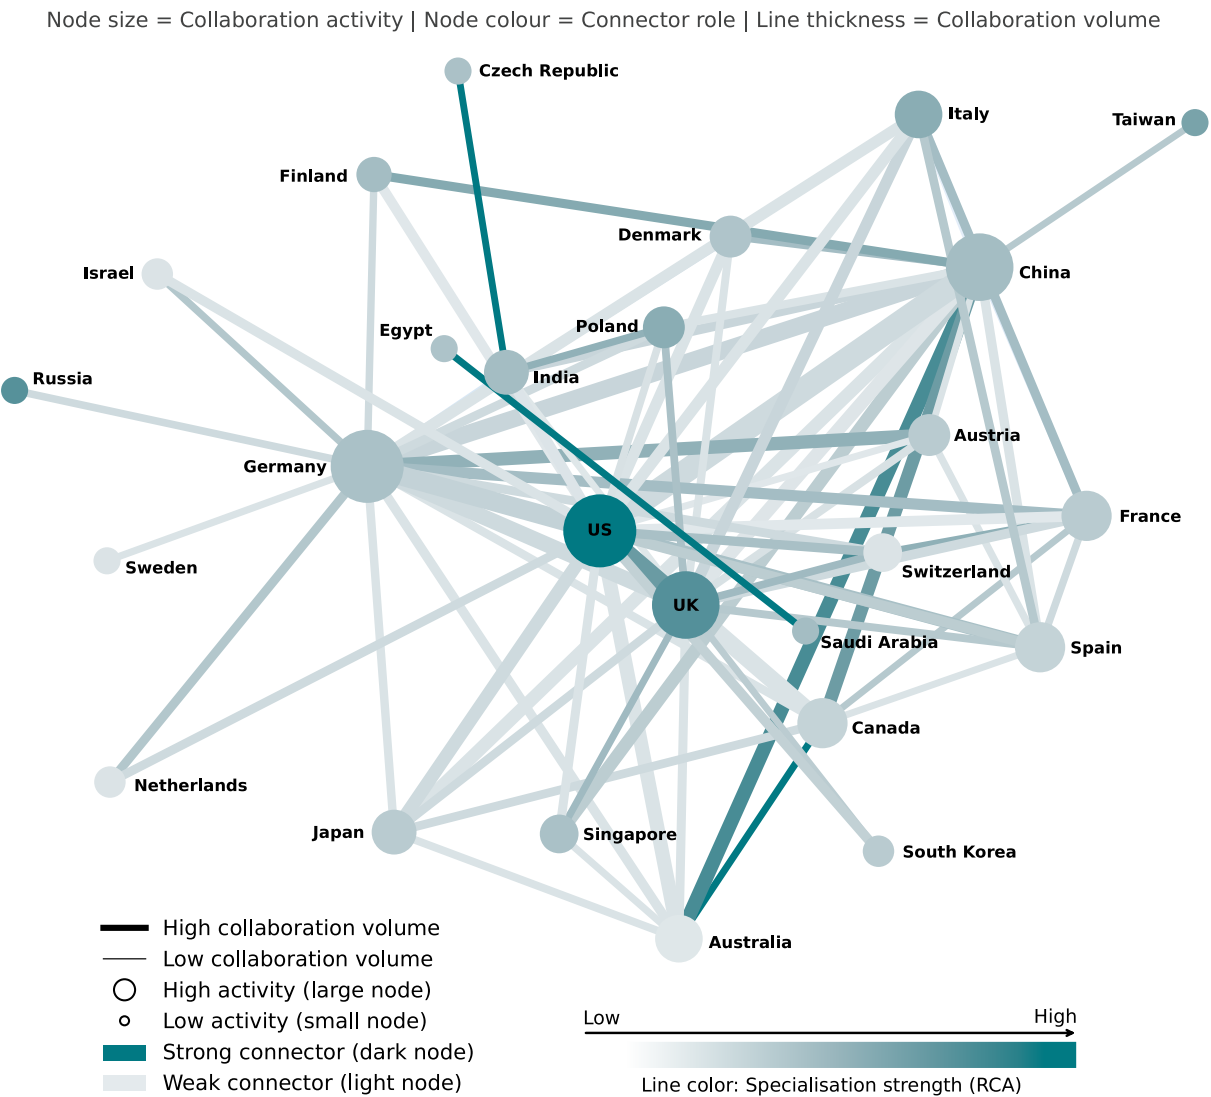 Node size = Collaboration activity | Node colour = Connector role | Line thickness = Collaboration volume
Czech Republic
Italy
Taiwan
Finland
Denmark
China
Israel
Egypt
Poland
India
Russia
Austria
Germany
US
France
Sweden
Switzerland
UK
Saudi Arabia
Spain
Canada
Netherlands
Japan
Singapore
South Korea
Australia
High collaboration volume
Low collaboration volume
High activity (large node)
Low activity (small node)
Strong connector (dark node)
Weak connector (light node)
Low
High
Line color: Specialisation strength (RCA)